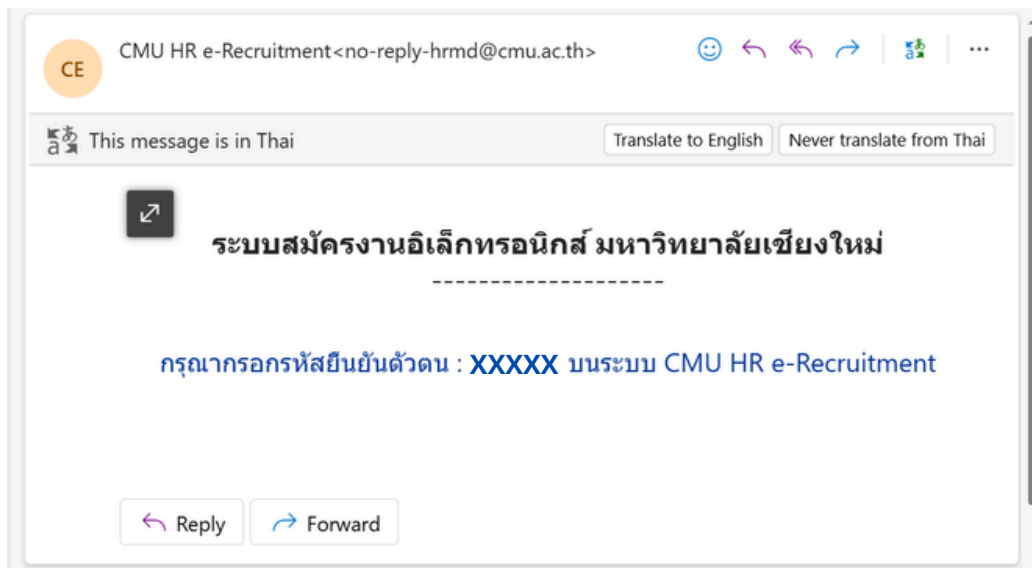 CMU HR e-Recruitment<no-reply-hrmd@cmu.ac.th>
CE
This message is in Thai
Translate to English
Never translate from Thai
ระบบสมัครงานอิเล็กทรอนิกส์ มหาวิทยาลัยเชียงใหม่
--------------------
กรุณากรอกรหัสยืนยันตัวตน : XXXXX บนระบบ CMU HR e-Recruitment
Reply
Forward